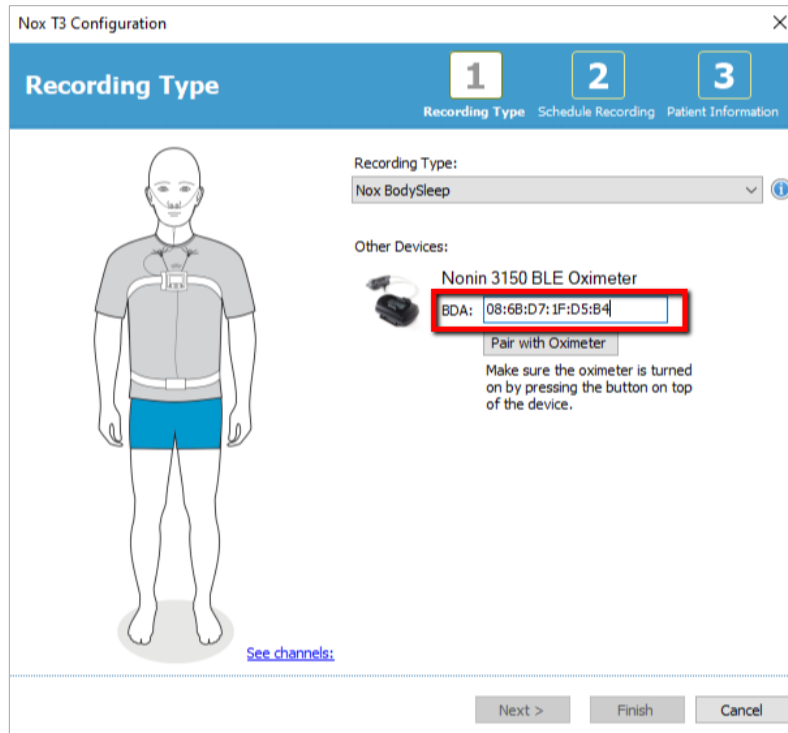 Nox T3 Configuration
Recording Type
1
Recording Type
2
Schedule Recording
3
Patient Information
Recording Type:
Nox BodySleep
Other Devices:
Nonin 3150 BLE Oximeter
BDA: 08:6B:D7:1F:D5:B4
Pair with Oximeter
Make sure the oximeter is turned
on by pressing the button on top
of the device.
See channels:
Next >
Finish
Cancel